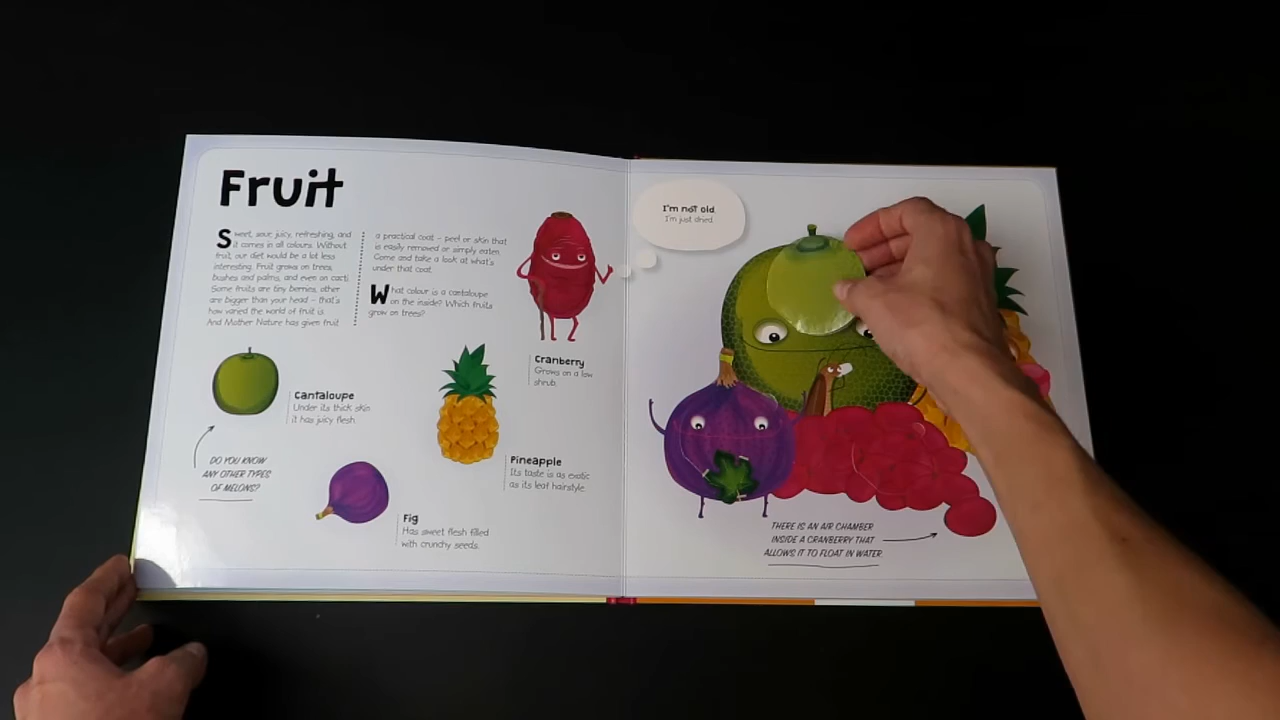 Fruit
Sweet, sour, juicy, refreshing, and
it comes in all colours. Without
fruit, our diet would be a lot less
interesting. Fruit grows on trees,
bushes and palms, and even on cacti.
Some fruits are tiny berries, other
are bigger than your head – that's
how varied the world of fruit is.
And Mother Nature has given fruit
a practical coat – peel or skin that
is easily removed or simply eaten.
Come and take a look at what's
under that coat.
What colour is a cantaloupe
on the inside? Which fruits
grow on trees?
Cranberry
Grows on a low
shrub.
Cantaloupe
Under its thick skin
it has juicy flesh.
DO YOU KNOW
ANY OTHER TYPES
OF MELONS?
Pineapple
Its taste is as exotic
as its leaf hairstyle.
Fig
Has sweet flesh filled
with crunchy seeds.
I'm not old.
I'm just dried.
THERE IS AN AIR CHAMBER
INSIDE A CRANBERRY THAT
ALLOWS IT TO FLOAT IN WATER.